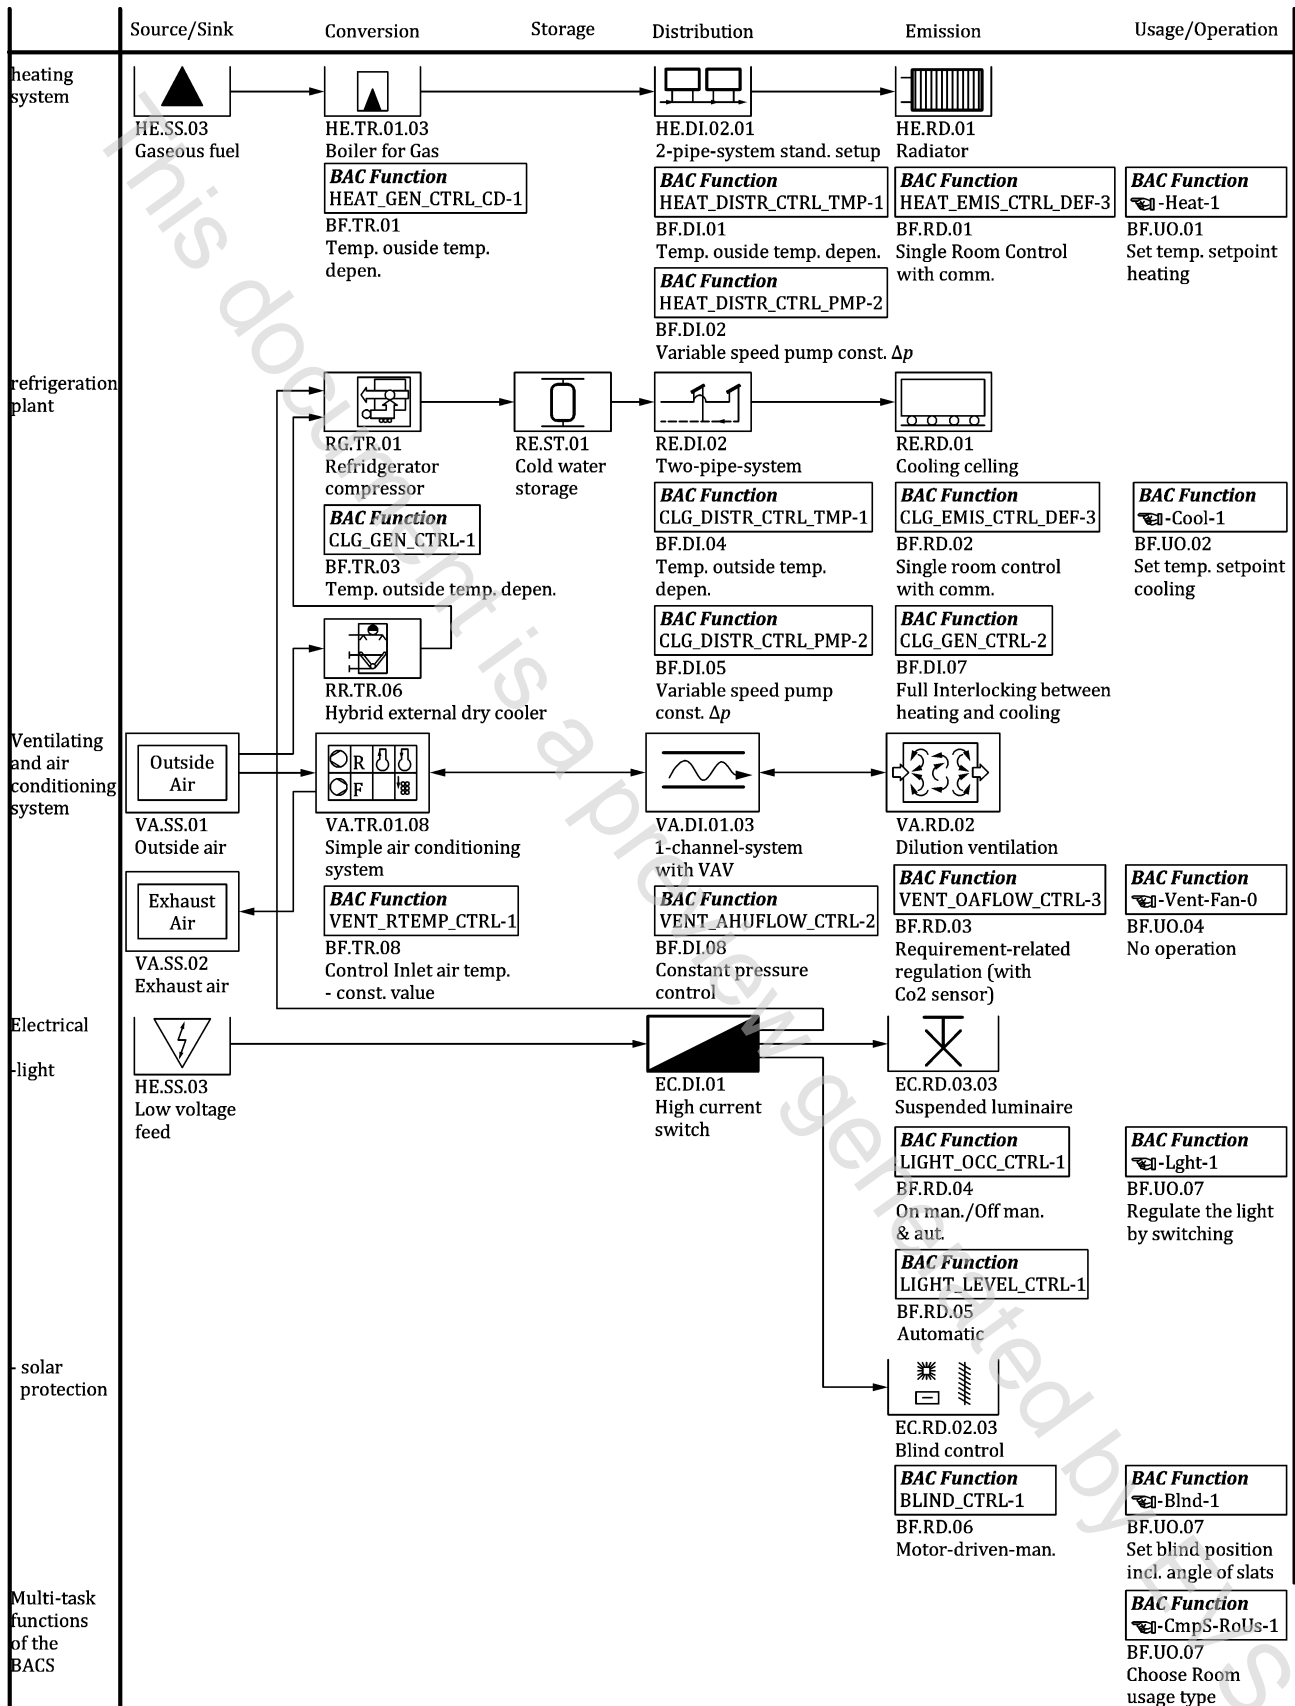 Source/Sink Conversion Storage Distribution Emission Usage/Operation
heating
system
HE.SS.03
Gaseous fuel
HE.TR.01.03
Boiler for Gas
BAC Function
HEAT_GEN_CTRL_CD-1
BF.TR.01
Temp. ouside temp.
depen.
HE.DI.02.01
2-pipe-system stand. setup
BAC Function
HEAT_DISTR_CTRL_TMP-1
BF.DI.01
Temp. ouside temp. depen.
BAC Function
HEAT_DISTR_CTRL_PMP-2
BF.DI.02
Variable speed pump const. Δp
HE.RD.01
Radiator
BAC Function
HEAT_EMIS_CTRL_DEF-3
BF.RD.01
Single Room Control
with comm.
BAC Function
-Heat-1
BF.UO.01
Set temp. setpoint
heating
refrigeration
plant
RG.TR.01
Refridgerator
compressor
BAC Function
CLG_GEN_CTRL-1
BF.TR.03
Temp. outside temp. depen.
RR.TR.06
Hybrid external dry cooler
RE.ST.01
Cold water
storage
RE.DI.02
Two-pipe-system
BAC Function
CLG_DISTR_CTRL_TMP-1
BF.DI.04
Temp. outside temp.
depen.
BAC Function
CLG_DISTR_CTRL_PMP-2
BF.DI.05
Variable speed pump
const. Δp
RE.RD.01
Cooling celling
BAC Function
CLG_EMIS_CTRL_DEF-3
BF.RD.02
Single room control
with comm.
BAC Function
CLG_GEN_CTRL-2
BF.DI.07
Full Interlocking between
heating and cooling
BAC Function
-Cool-1
BF.UO.02
Set temp. setpoint
cooling
Ventilating
and air
conditioning
system
Outside
Air
VA.SS.01
Outside air
Exhaust
Air
VA.SS.02
Exhaust air
R
F
VA.TR.01.08
Simple air conditioning
system
BAC Function
VENT_RTEMP_CTRL-1
BF.TR.08
Control Inlet air temp.
- const. value
VA.DI.01.03
1-channel-system
with VAV
BAC Function
VENT_AHUFLOW_CTRL-2
BF.DI.08
Constant pressure
control
VA.RD.02
Dilution ventilation
BAC Function
VENT_OAFLOW_CTRL-3
BF.RD.03
Requirement-related
regulation (with
Co2 sensor)
BAC Function
-Vent-Fan-0
BF.UO.04
No operation
Electrical
-light
HE.SS.03
Low voltage
feed
EC.DI.01
High current
switch
EC.RD.03.03
Suspended luminaire
BAC Function
LIGHT_OCC_CTRL-1
BF.RD.04
On man./Off man.
& aut.
BAC Function
LIGHT_LEVEL_CTRL-1
BF.RD.05
Automatic
BAC Function
-Lght-1
BF.UO.07
Regulate the light
by switching
- solar
protection
EC.RD.02.03
Blind control
BAC Function
BLIND_CTRL-1
BF.RD.06
Motor-driven-man.
BAC Function
-Blnd-1
BF.UO.07
Set blind position
incl. angle of slats
Multi-task
functions
of the
BACS
BAC Function
-CmpS-RoUs-1
BF.UO.07
Choose Room
usage type
This document is a preview generated by EVS